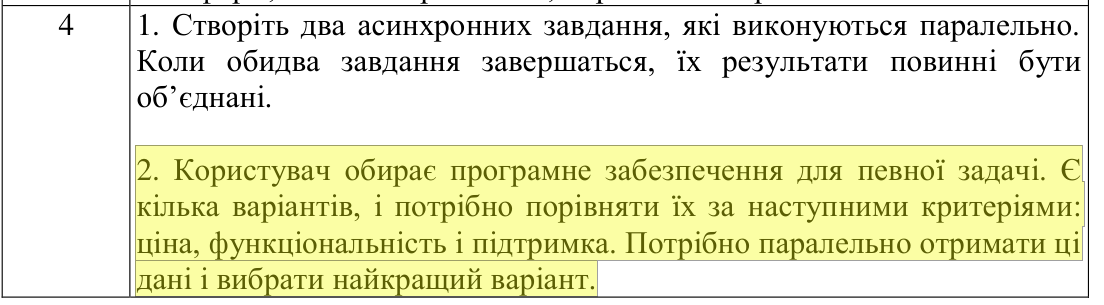 4
1. Створіть два асинхронних завдання, які виконуються паралельно.
Коли обидва завдання завершаться, їх результати повинні бути
об’єднані.
2. Користувач обирає програмне забезпечення для певної задачі. Є
кілька варіантів, і потрібно порівняти їх за наступними критеріями:
ціна, функціональність і підтримка. Потрібно паралельно отримати ці
дані і вибрати найкращий варіант.